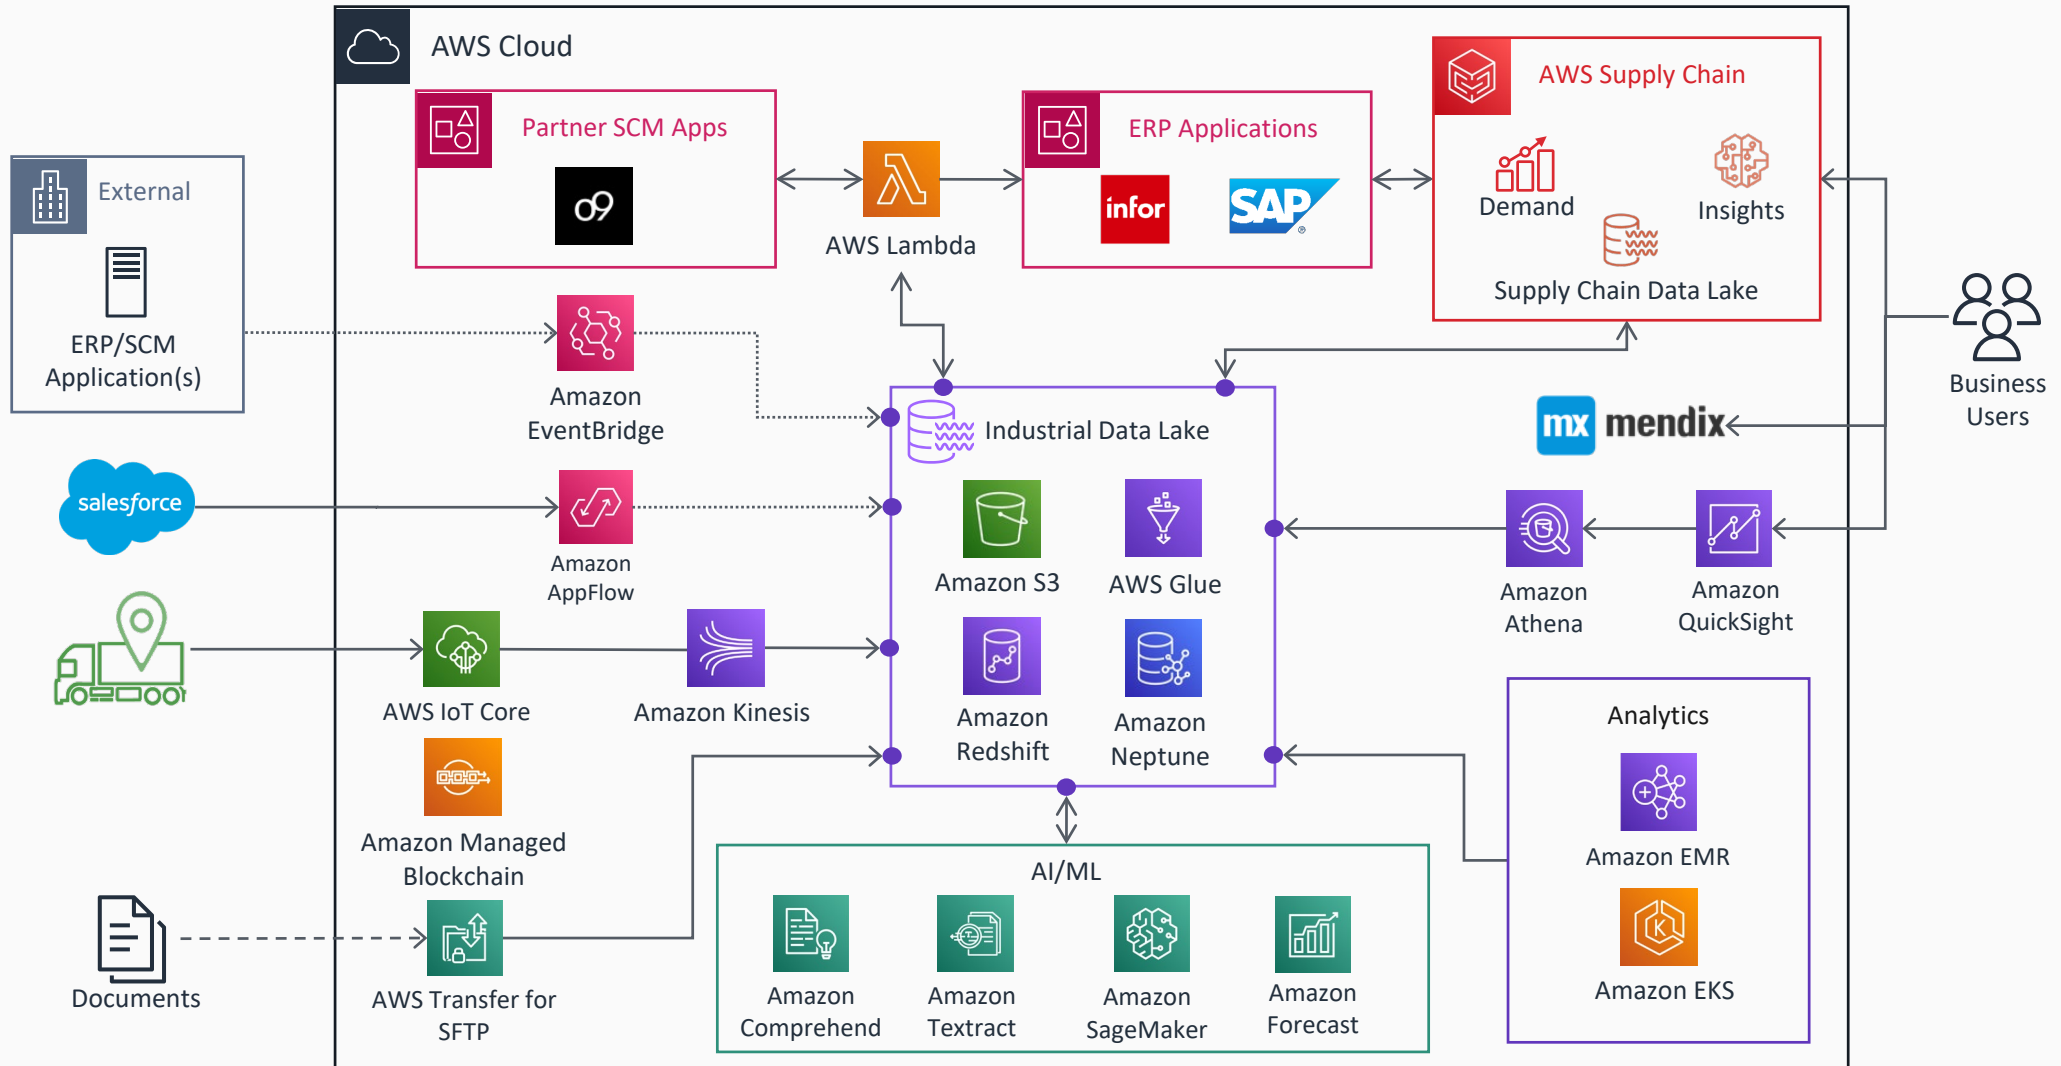 AWS Cloud
Partner SCM Apps
o9
AWS Lambda
ERP Applications
infor
SAP
®
AWS Supply Chain
Demand
Insights
Supply Chain Data Lake
External
ERP/SCM
Application(s)
Amazon
EventBridge
salesforce
Amazon
AppFlow
AWS IoT Core
Amazon Kinesis
Amazon Managed
Blockchain
Documents
AWS Transfer for
SFTP
Industrial Data Lake
Amazon S3
AWS Glue
Amazon
Redshift
Amazon
Neptune
AI/ML
Amazon
Comprehend
Amazon
Textract
Amazon
SageMaker
Amazon
Forecast
Business
Users
mx mendix
Amazon
Athena
Amazon
QuickSight
Analytics
Amazon EMR
K
Amazon EKS